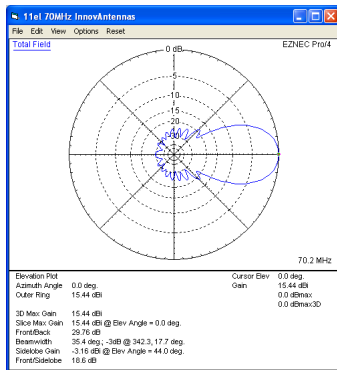 11el 70MHz InnovAntennas
File Edit View Options Reset
Total Field
EZNEC Pro/4
0 dB
-5
-10
-15
-20
-30
70.2 MHz
Elevation Plot
Azimuth Angle 0.0 deg.
Outer Ring 15.44 dBi
Cursor Elev 0.0 deg.
Gain 15.44 dBi
0.0 dBmax
0.0 dBmax3D
3D Max Gain 15.44 dBi
Slice Max Gain 15.44 dBi @ Elev Angle = 0.0 deg.
Front/Back 29.76 dB
Beamwidth 35.4 deg.; -3dB @ 342.3, 17.7 deg.
Sidelobe Gain -3.16 dBi @ Elev Angle = 44.0 deg.
Front/Sidelobe 18.6 dB